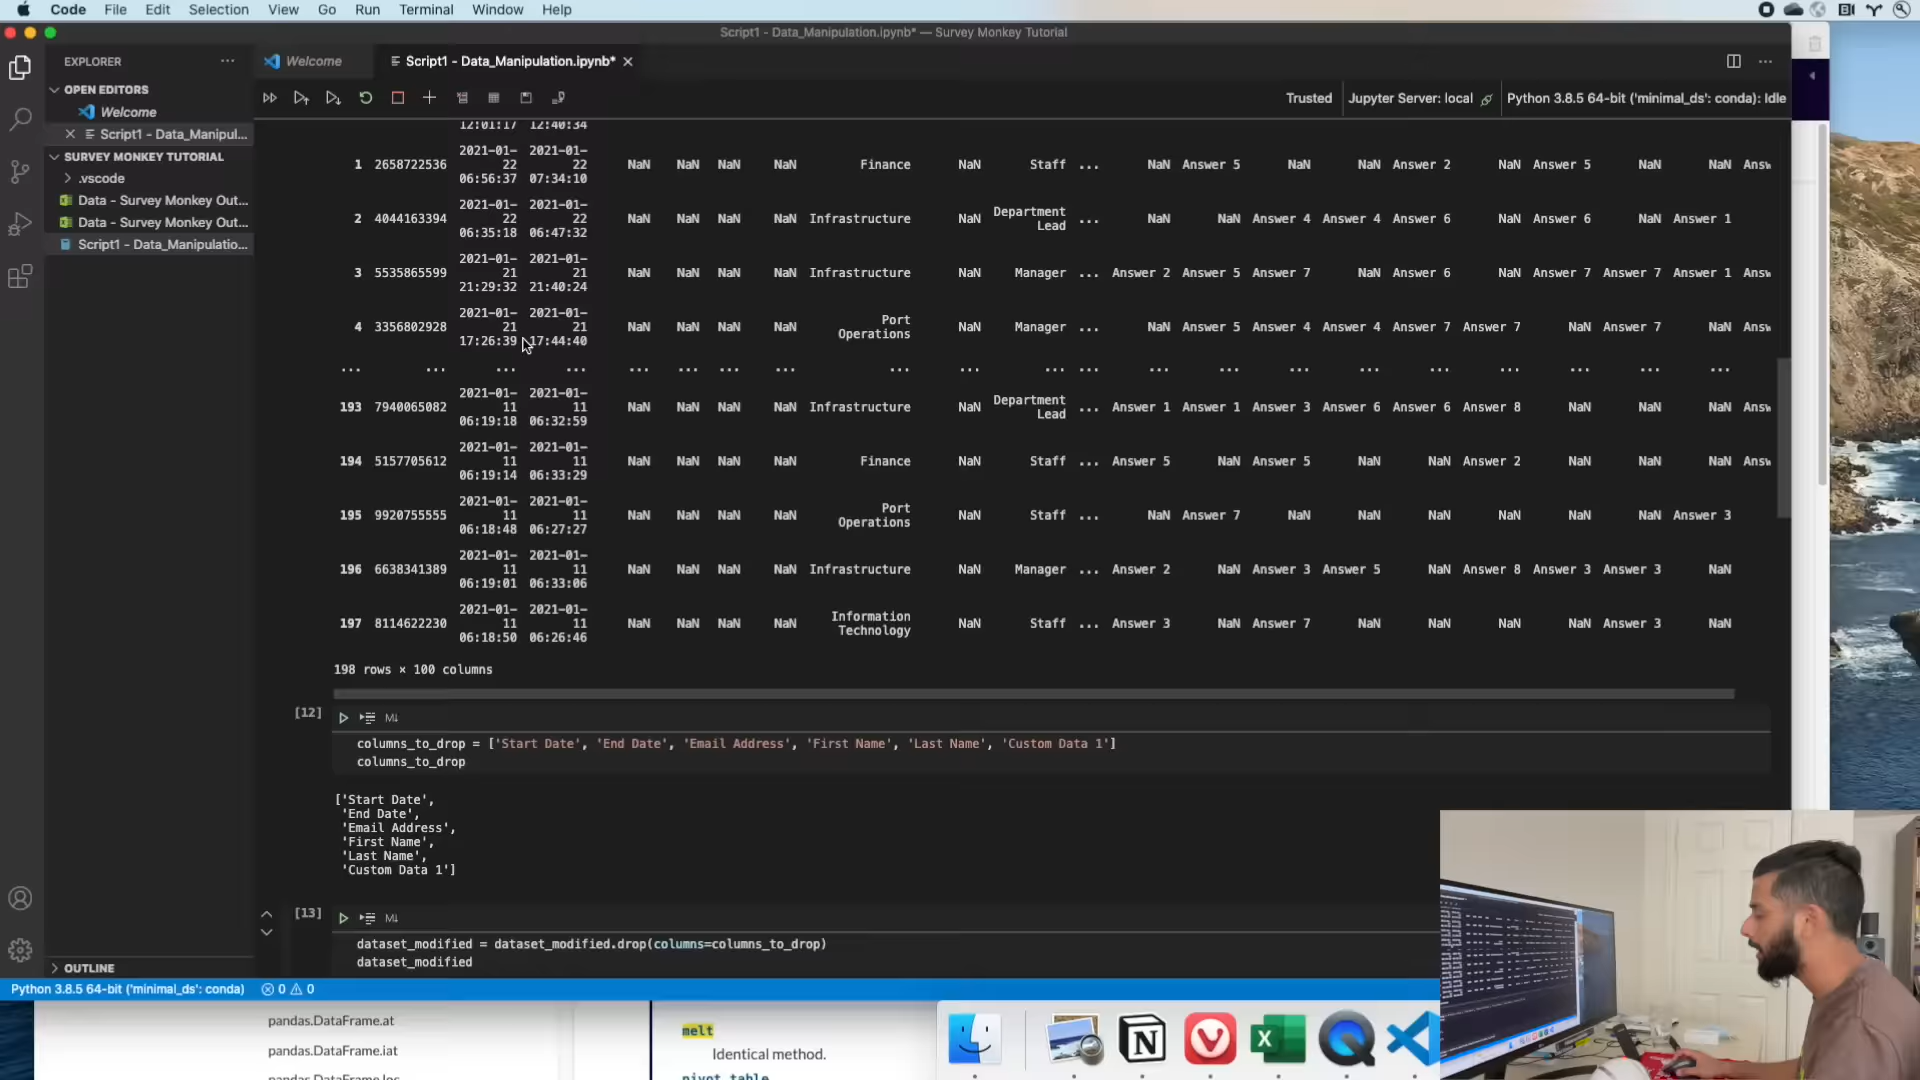 Code File Edit Selection View Go Run Terminal Window Help
Script1 - Data_Manipulation.ipynb* — Survey Monkey Tutorial
EXPLORER
OPEN EDITORS
Welcome
Script1 - Data_Manipul...
SURVEY MONKEY TUTORIAL
.vscode
Data - Survey Monkey Out...
Data - Survey Monkey Out...
Script1 - Data_Manipulatio...
OUTLINE
Welcome
Script1 - Data_Manipulation.ipynb*
Trusted Jupyter Server: local Python 3.8.5 64-bit ('minimal_ds': conda): Idle
12:01:17 12:40:34
2021-01- 2021-01-
1 2658722536 22 22 NaN NaN NaN NaN Finance NaN Staff ... NaN Answer 5 NaN NaN Answer 2 NaN Answer 5 NaN NaN Answ
06:56:37 07:34:10
2021-01- 2021-01-
2 4044163394 22 22 NaN NaN NaN NaN Infrastructure NaN Department Lead ... NaN NaN Answer 4 Answer 4 Answer 6 NaN Answer 6 NaN Answer 1
06:35:18 06:47:32
2021-01- 2021-01-
3 5535865599 21 21 NaN NaN NaN NaN Infrastructure NaN Manager ... Answer 2 Answer 5 Answer 7 NaN Answer 6 NaN Answer 7 Answer 7 Answer 1 Answ
21:29:32 21:40:24
2021-01- 2021-01-
4 3356802928 21 21 NaN NaN NaN NaN Port Operations NaN Manager ... NaN Answer 5 Answer 4 Answer 4 Answer 7 Answer 7 NaN Answer 7 NaN Answ
17:26:39 17:44:40
... ... ... ... ... ... ... ... ... ... ... ... ... ... ... ... ... ... ... ... ...
2021-01- 2021-01-
193 7940065082 11 11 NaN NaN NaN NaN Infrastructure NaN Department Lead ... Answer 1 Answer 1 Answer 3 Answer 6 Answer 6 Answer 8 NaN NaN NaN Answ
06:19:18 06:32:59
2021-01- 2021-01-
194 5157705612 11 11 NaN NaN NaN NaN Finance NaN Staff ... Answer 5 NaN Answer 5 NaN NaN Answer 2 NaN NaN NaN Answ
06:19:14 06:33:29
2021-01- 2021-01-
195 9920755555 11 11 NaN NaN NaN NaN Port Operations NaN Staff ... NaN Answer 7 NaN NaN NaN NaN NaN NaN Answer 3
06:18:48 06:27:27
2021-01- 2021-01-
196 6638341389 11 11 NaN NaN NaN NaN Infrastructure NaN Manager ... Answer 2 NaN Answer 3 Answer 5 NaN Answer 8 Answer 3 Answer 3 NaN
06:19:01 06:33:06
2021-01- 2021-01-
197 8114622230 11 11 NaN NaN NaN NaN Information Technology NaN Staff ... Answer 3 NaN Answer 7 NaN NaN NaN NaN Answer 3 NaN
06:18:50 06:26:46
198 rows × 100 columns
[12]
M↓
columns_to_drop = ['Start Date', 'End Date', 'Email Address', 'First Name', 'Last Name', 'Custom Data 1']
columns_to_drop
['Start Date',
'End Date',
'Email Address',
'First Name',
'Last Name',
'Custom Data 1']
[13]
M↓
dataset_modified = dataset_modified.drop(columns=columns_to_drop)
dataset_modified
Python 3.8.5 64-bit ('minimal_ds': conda) 0 0
pandas.DataFrame.at
pandas.DataFrame.iat
pandas.DataFrame.loc
melt
Identical method.
pivot_table